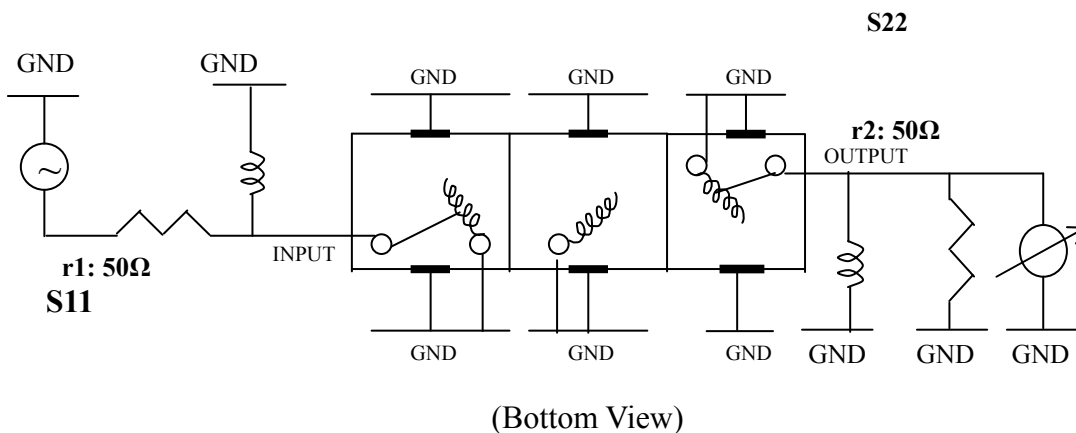 S22
GND
GND
GND
GND
GND
r2: 50Ω
OUTPUT
INPUT
r1: 50Ω
S11
GND
GND
GND
GND
GND
GND
(Bottom View)